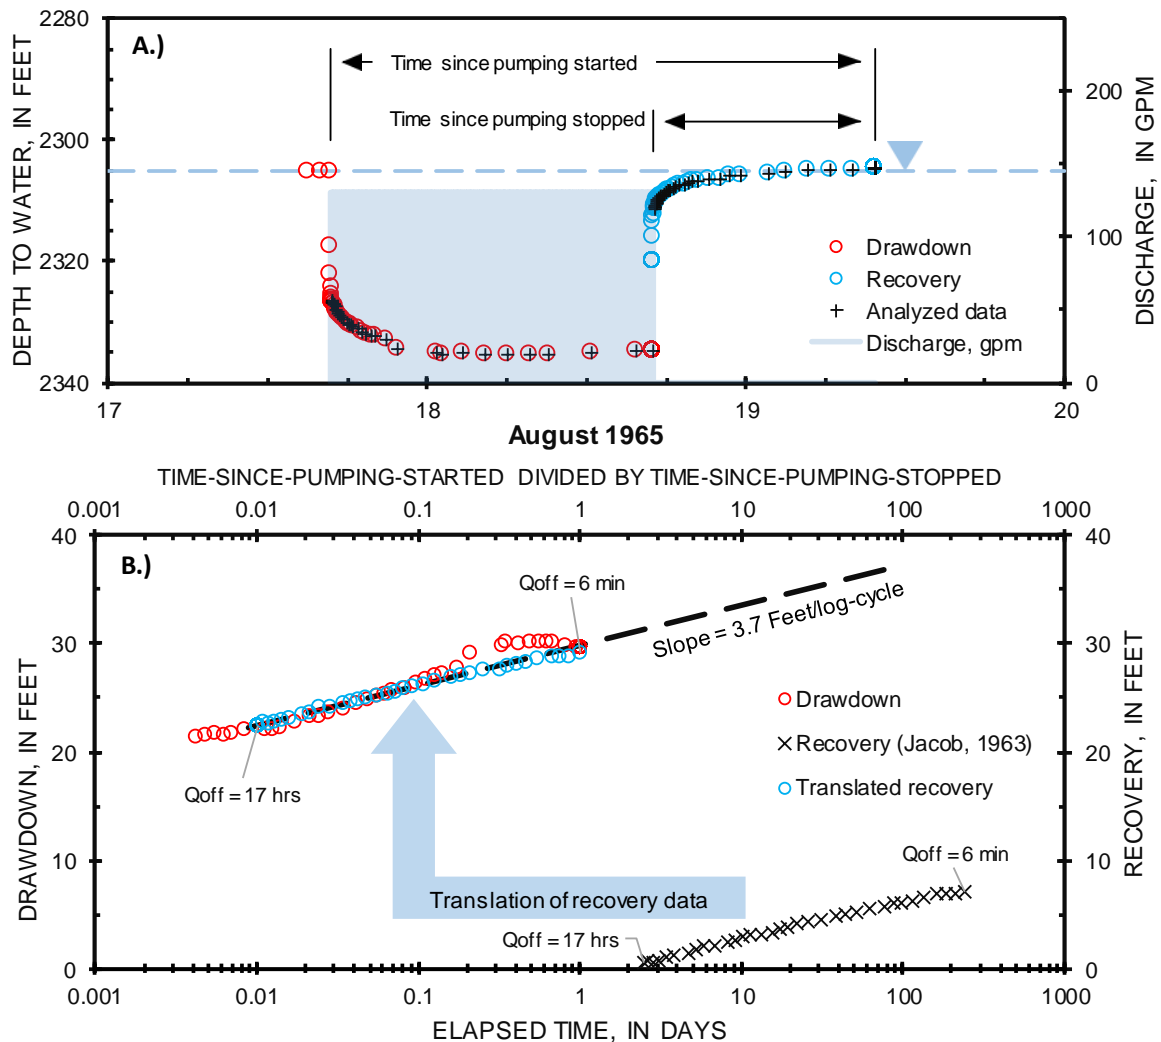 A.)
DEPTH TO WATER, IN FEET
2280
2300
2320
2340
DISCHARGE, IN GPM
200
100
0
Time since pumping started
Time since pumping stopped
Drawdown
Recovery
Analyzed data
Discharge, gpm
17
18
19
20
August 1965
TIME-SINCE-PUMPING-STARTED DIVIDED BY TIME-SINCE-PUMPING-STOPPED
0.001
0.01
0.1
1
10
100
1000
B.)
DRAWDOWN, IN FEET
40
30
20
10
0
RECOVERY, IN FEET
40
30
20
10
0
Qoff = 6 min
Slope = 3.7 Feet/log-cycle
Drawdown
Recovery (Jacob, 1963)
Translated recovery
Qoff = 17 hrs
Qoff = 6 min
Translation of recovery data
Qoff = 17 hrs
0.001
0.01
0.1
1
10
100
1000
ELAPSED TIME, IN DAYS